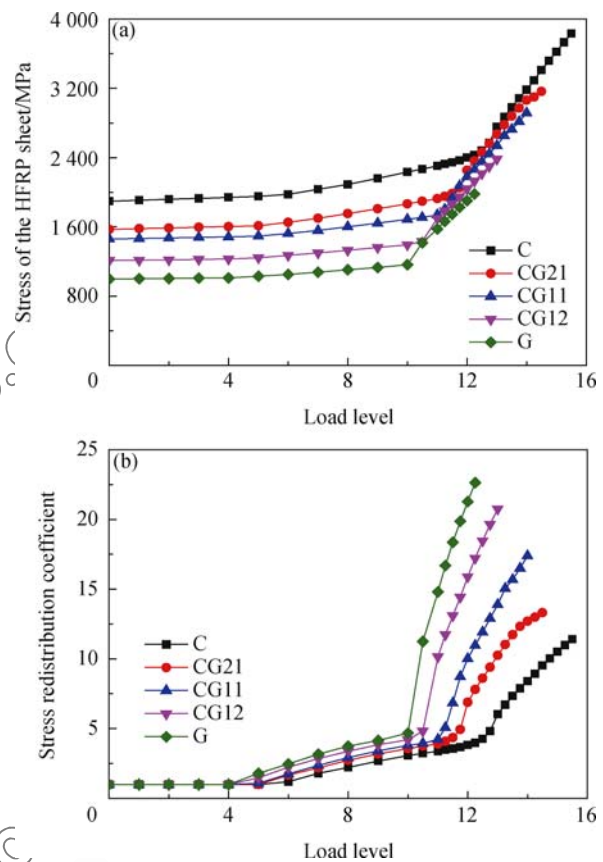 (a)
Stress of the HFRP sheet/MPa
4 000
3 200
2 400
1 600
800
0
4
8
12
16
Load level
C
CG21
CG11
CG12
G
(b)
Stress redistribution coefficient
25
20
15
10
5
0
4
8
12
16
Load level
C
CG21
CG11
CG12
G